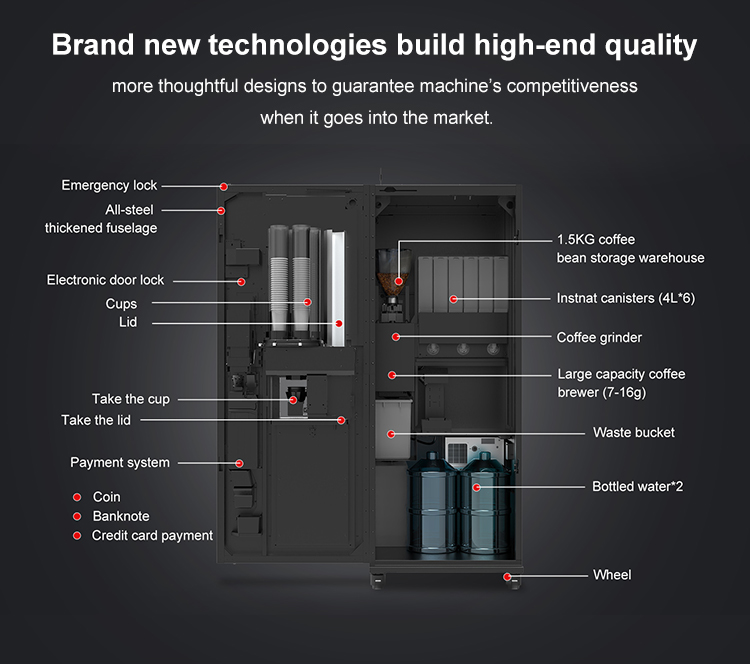 Brand new technologies build high-end quality
more thoughtful designs to guarantee machine's competitiveness
when it goes into the market.
Emergency lock
All-steel
thickened fuselage
Electronic door lock
Cups
Lid
Take the cup
Take the lid
Payment system
Coin
Banknote
Credit card payment
1.5KG coffee
bean storage warehouse
Instnat canisters (4L*6)
Coffee grinder
Large capacity coffee
brewer (7-16g)
Waste bucket
Bottled water*2
Wheel